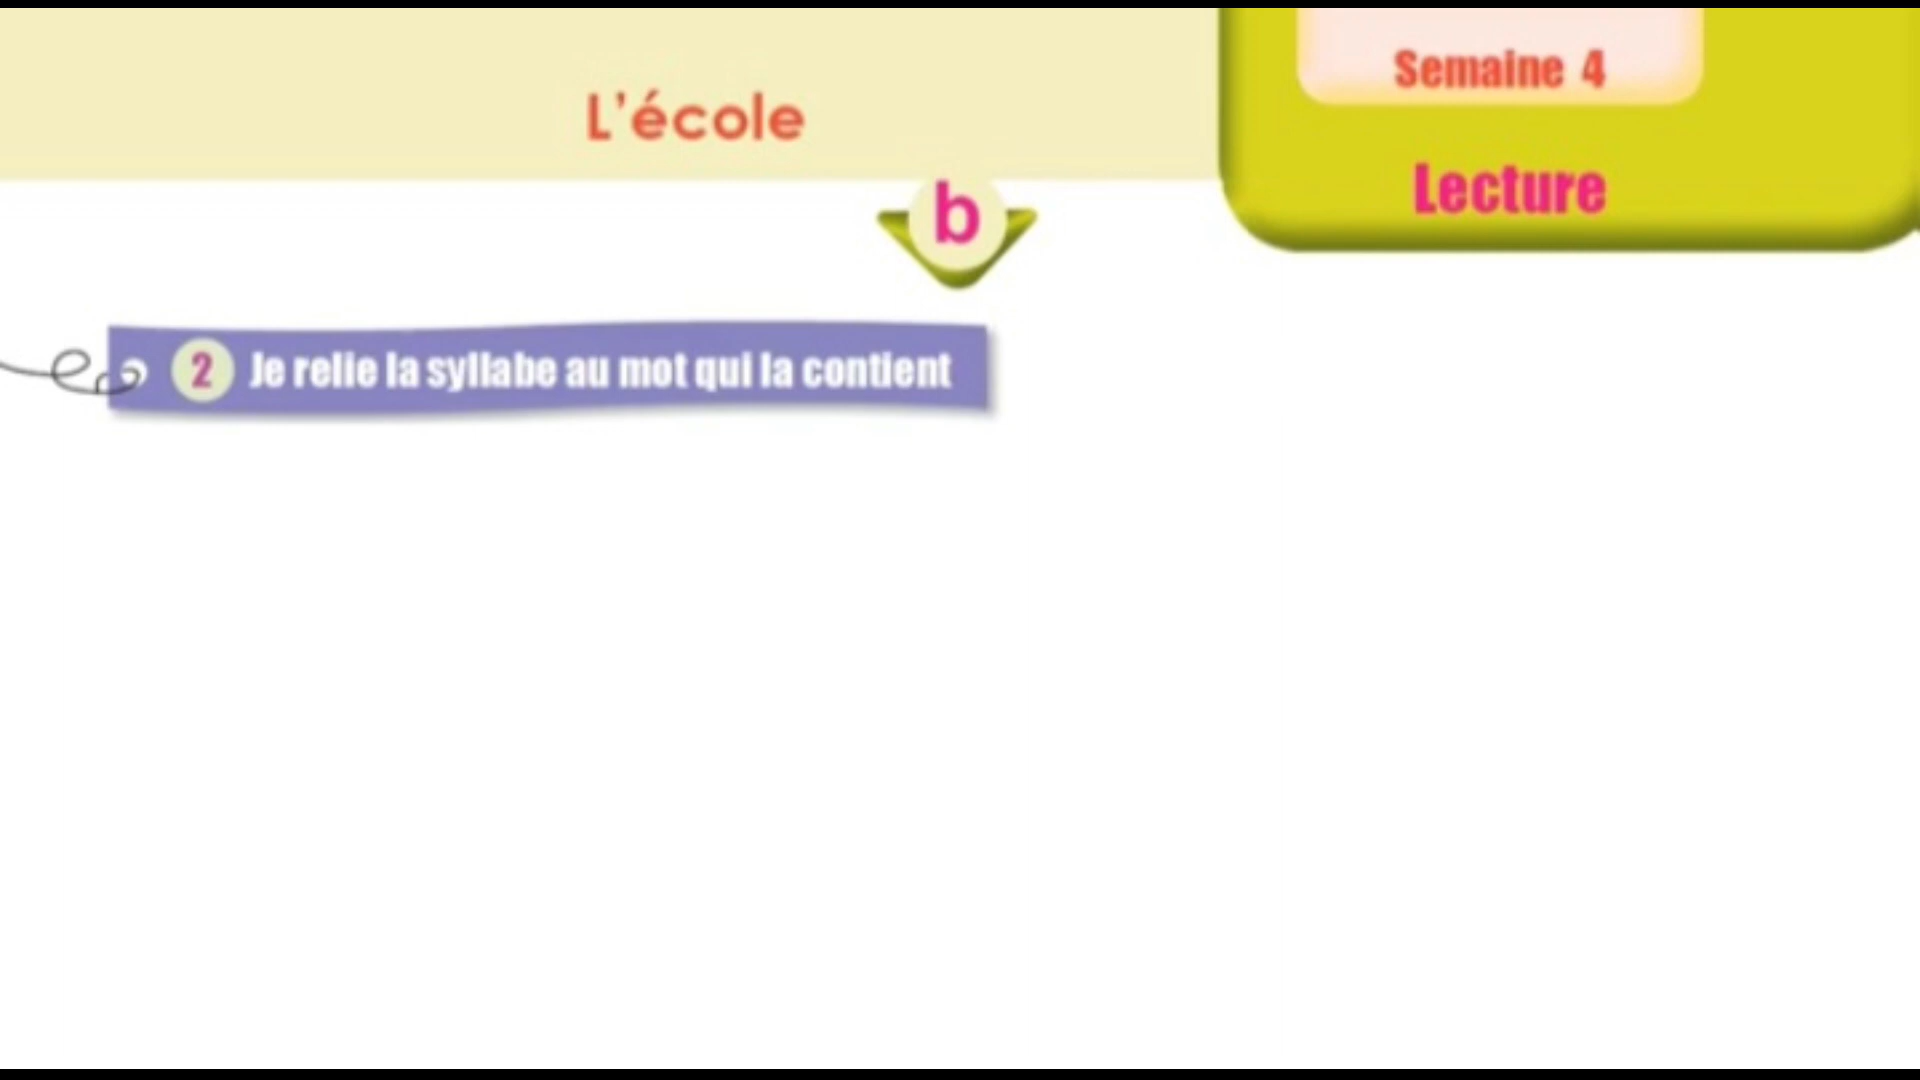 Semaine 4
L'école
Lecture
b
2 Je relie la syllabe au mot qui la contient